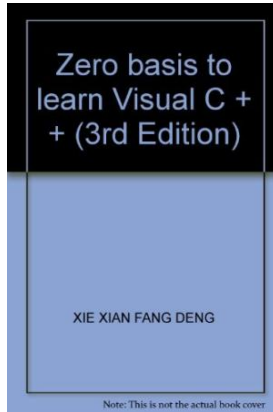 Zero basis to
learn Visual C +
+ (3rd Edition)
XIE XIAN FANG DENG
Note: This is not the actual book cover